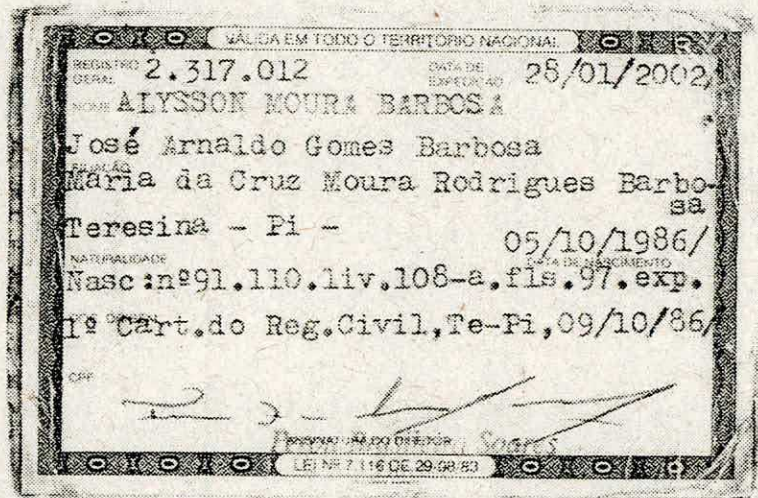 VÁLIDA EM TODO O TERRITÓRIO NACIONAL
REGISTRO GERAL 2.317.012 DATA DE EXPEDIÇÃO 28/01/2002/
NOME ALYSSON MOURA BARBOSA
José Arnaldo Gomes Barbosa
FILIAÇÃO
Maria da Cruz Moura Rodrigues Barbo-
sa
Teresina - Pi -
05/10/1986/
NATURALIDADE DATA DE NASCIMENTO
Nasc:nº91.110.liv.108-a.fls.97.exp.
1º Cart.do Reg.Civil,Te-Pi,09/10/86/
CPF
ASSINATURA DO DIRETOR
Soares
LEI Nº 7.116 DE 29-08-83